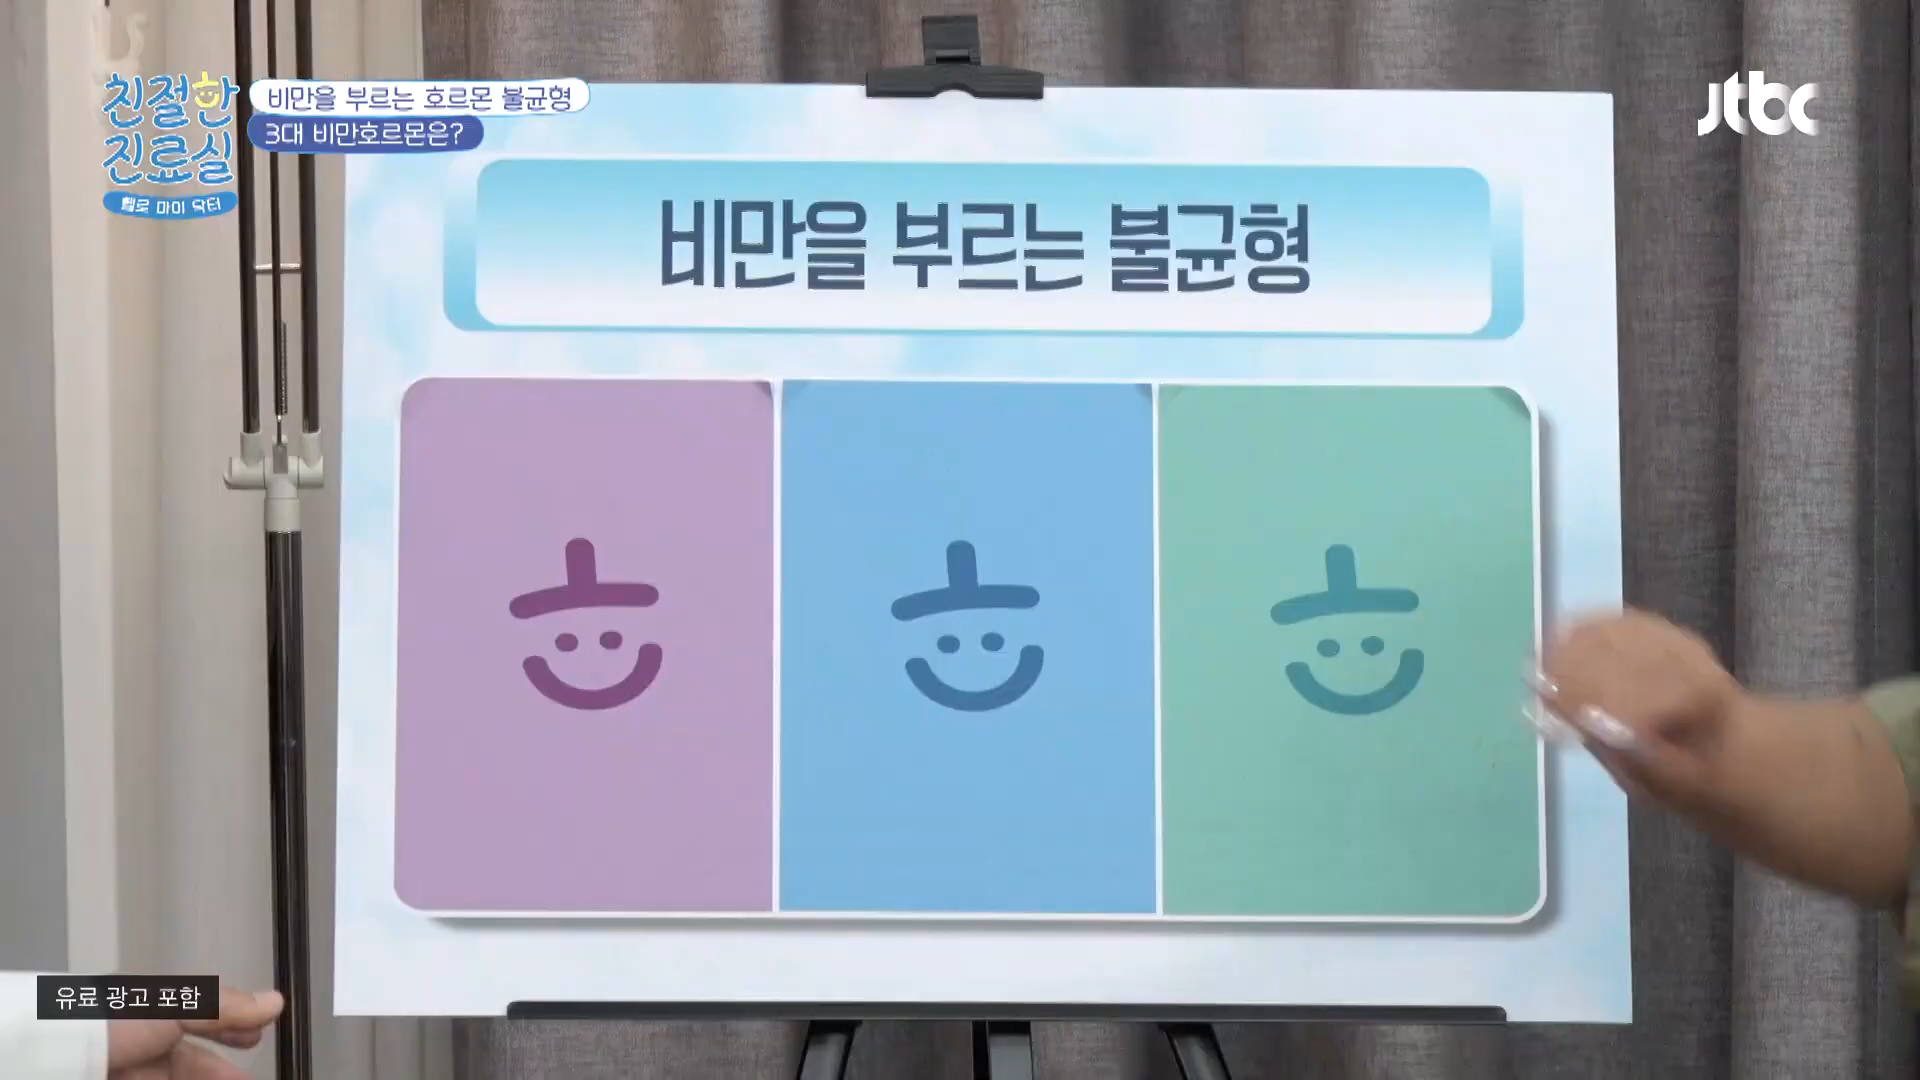 친절한
진료실
헬로 마이 닥터
비만을 부르는 호르몬 불균형
3대 비만호르몬은?
jtbc
비만을 부르는 불균형
유료 광고 포함